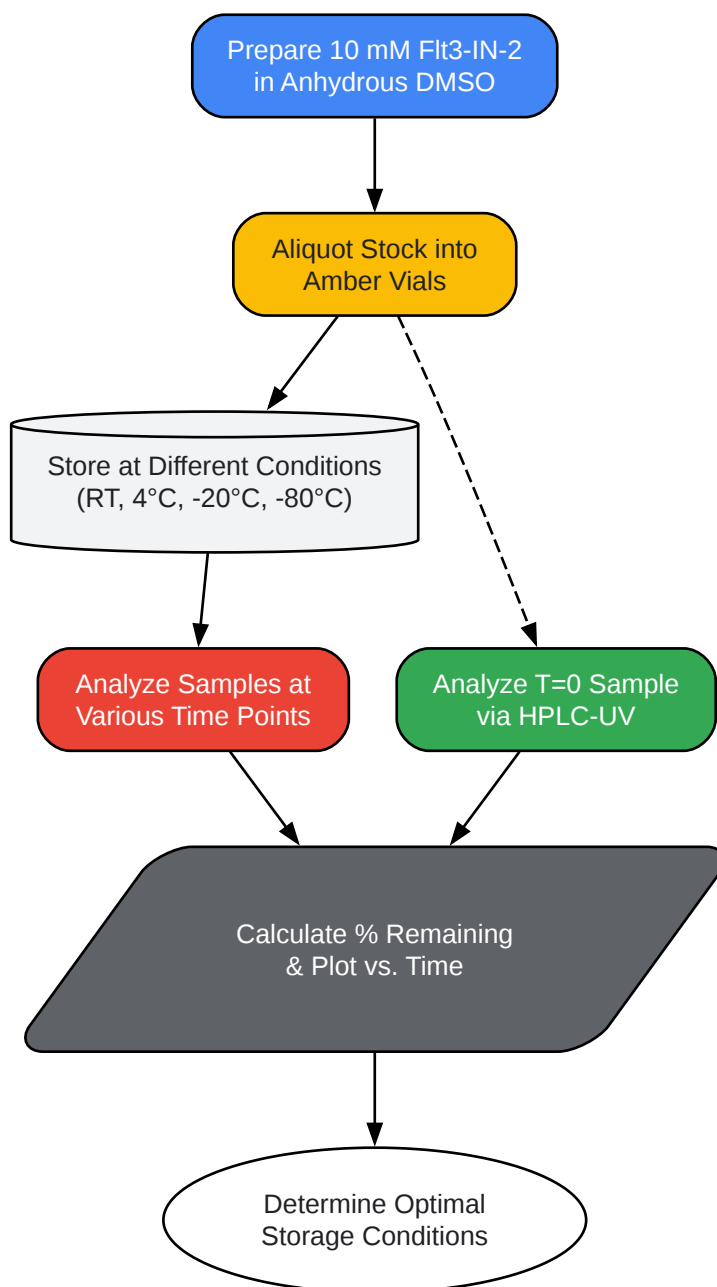 Prepare 10 mM Flt3-IN-2
in Anhydrous DMSO
Aliquot Stock into
Amber Vials
Store at Different Conditions
(RT, 4°C, -20°C, -80°C)
Analyze Samples at
Various Time Points
Analyze T=0 Sample
via HPLC-UV
Calculate % Remaining
& Plot vs. Time
Determine Optimal
Storage Conditions